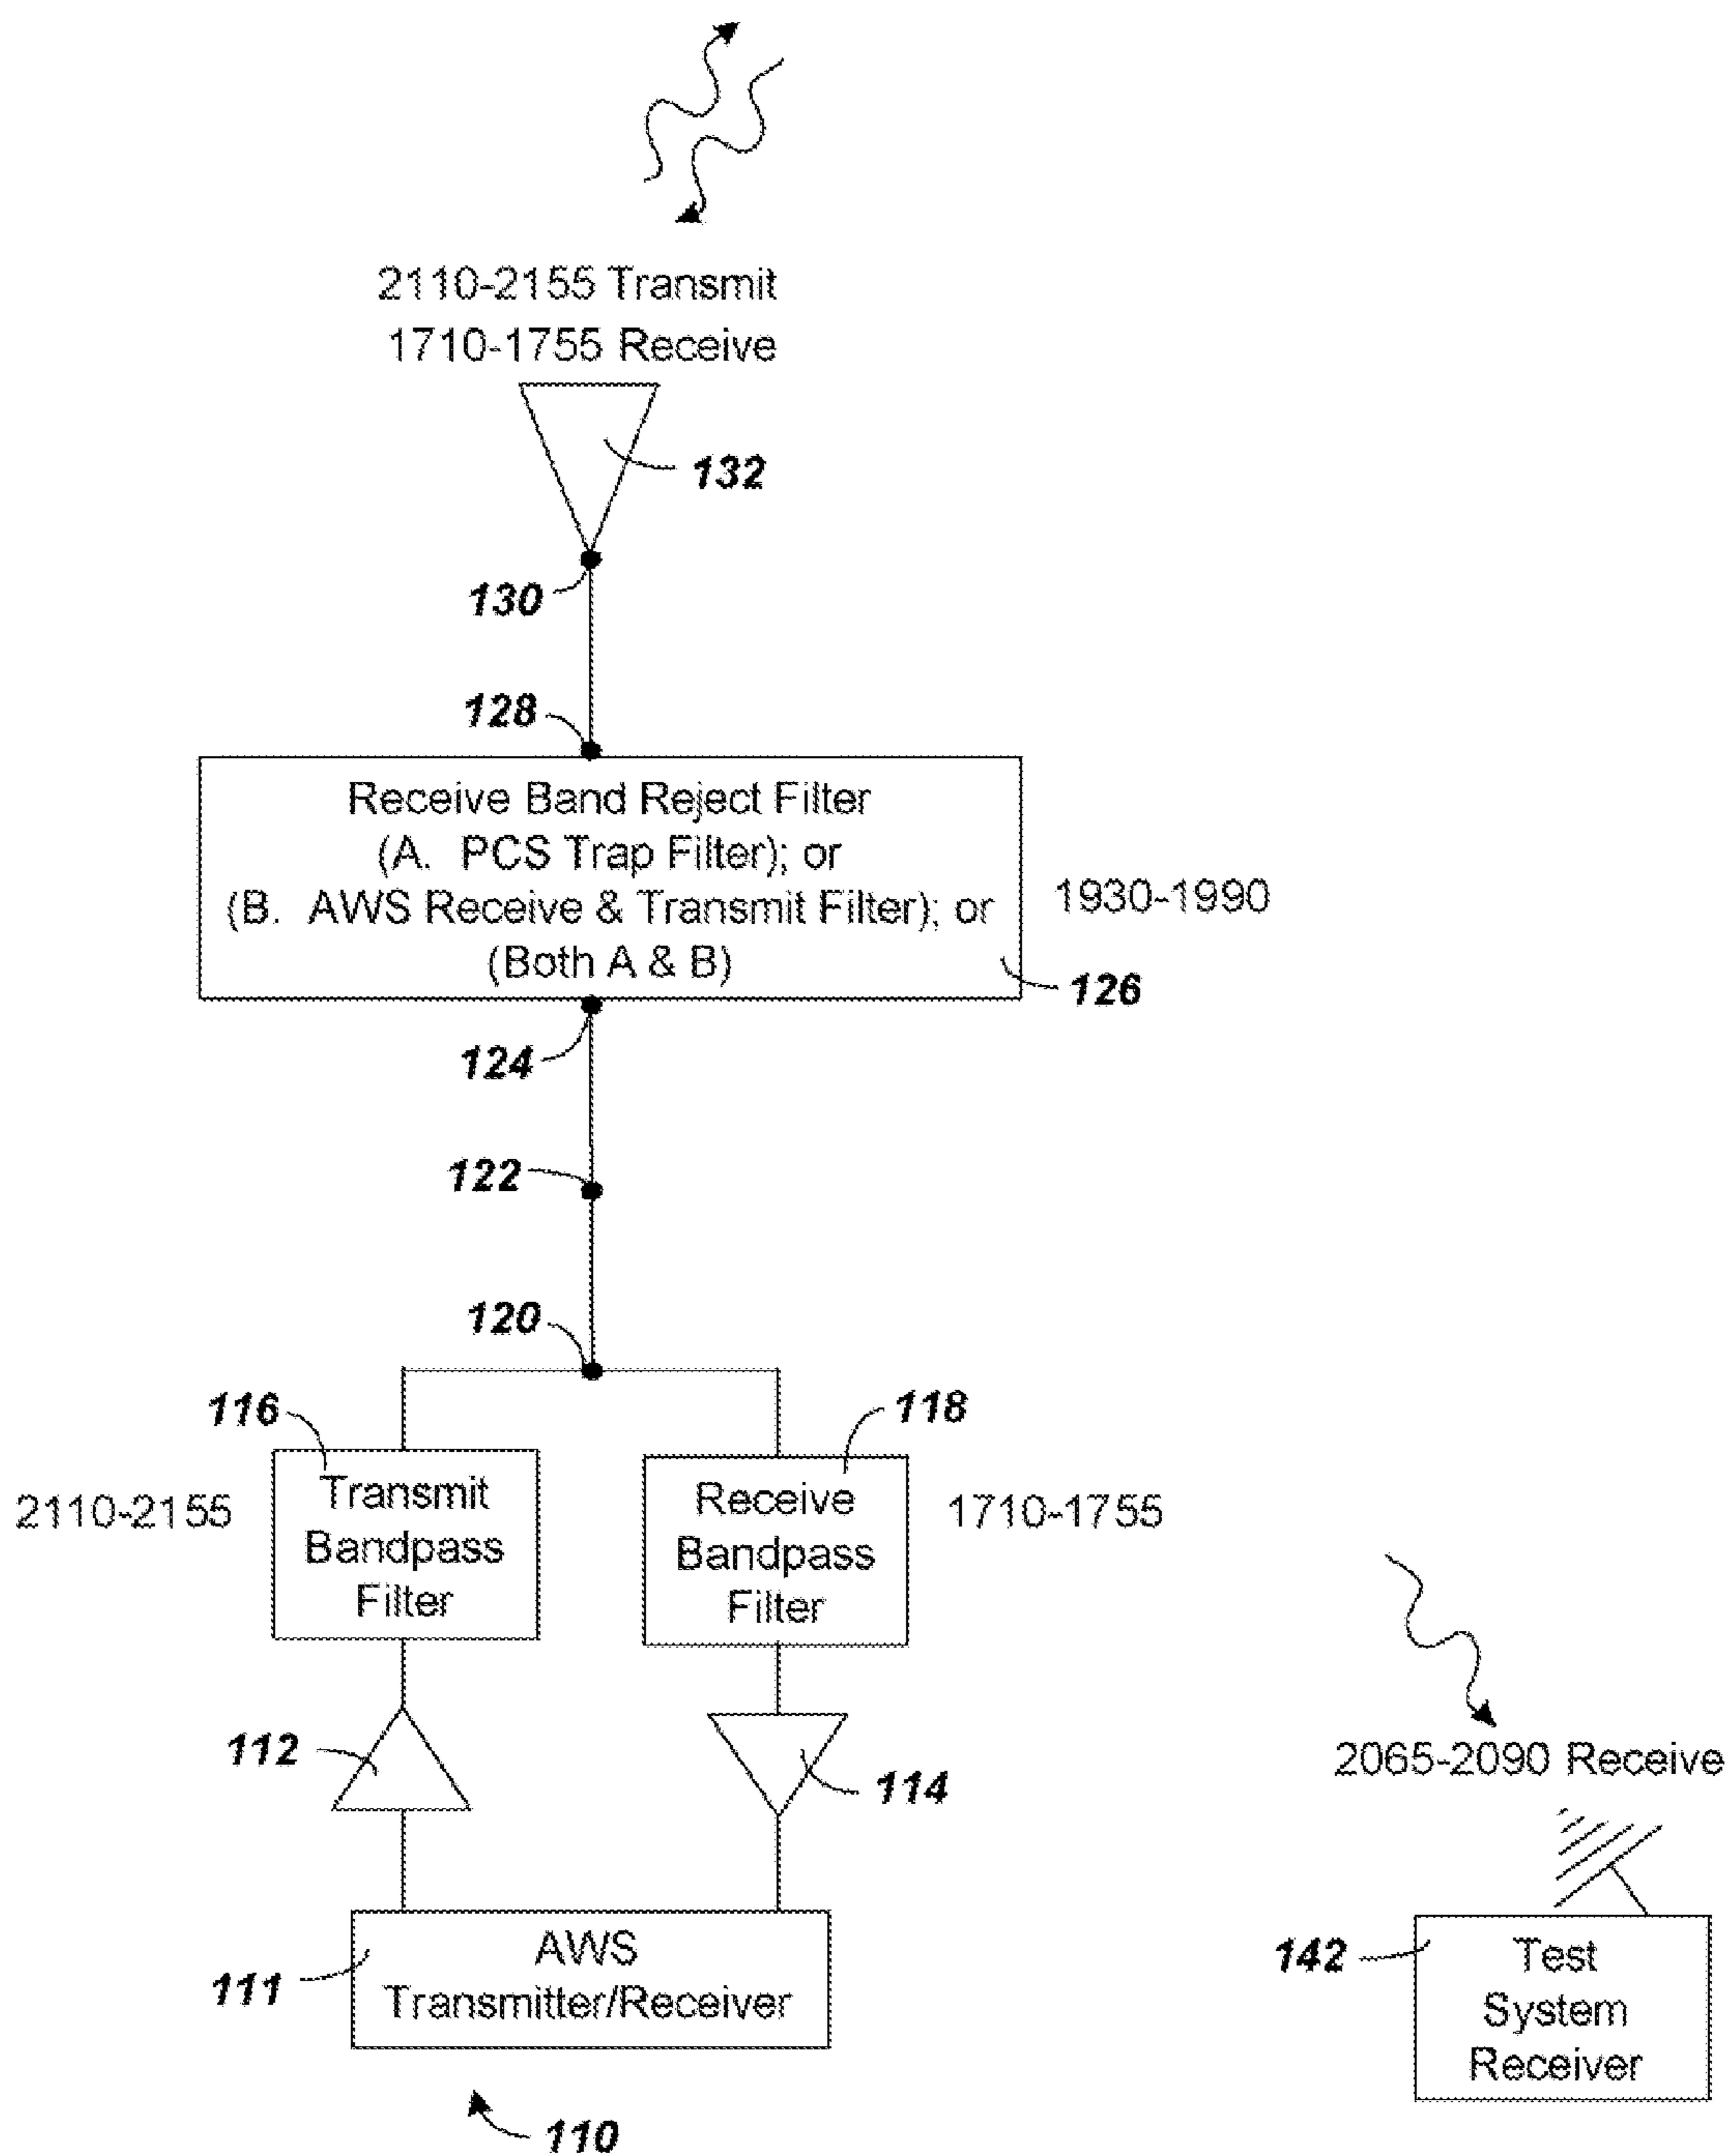 2110-2155 Transmit
1710-1755 Receive
132
130
128
Receive Band Reject Filter
(A. PCS Trap Filter); or
(B. AWS Receive & Transmit Filter); or
(Both A & B)
1930-1990
126
124
122
120
116
118
2110-2155
Transmit
Bandpass
Filter
Receive
Bandpass
Filter
1710-1755
112
114
2065-2090 Receive
111
AWS
Transmitter/Receiver
142
Test
System
Receiver
110